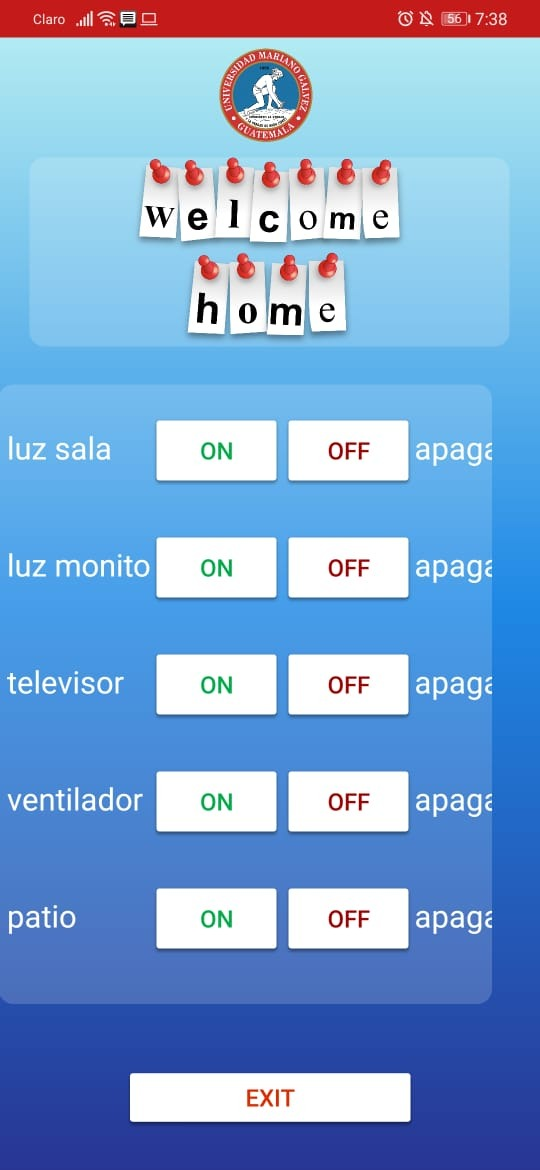 Claro 56 7:38
UNIVERSIDAD MARIANO GALVEZ
GUATEMALA
welcome
home
luz sala ON OFF apaga
luz monito ON OFF apaga
televisor ON OFF apaga
ventilador ON OFF apaga
patio ON OFF apaga
EXIT